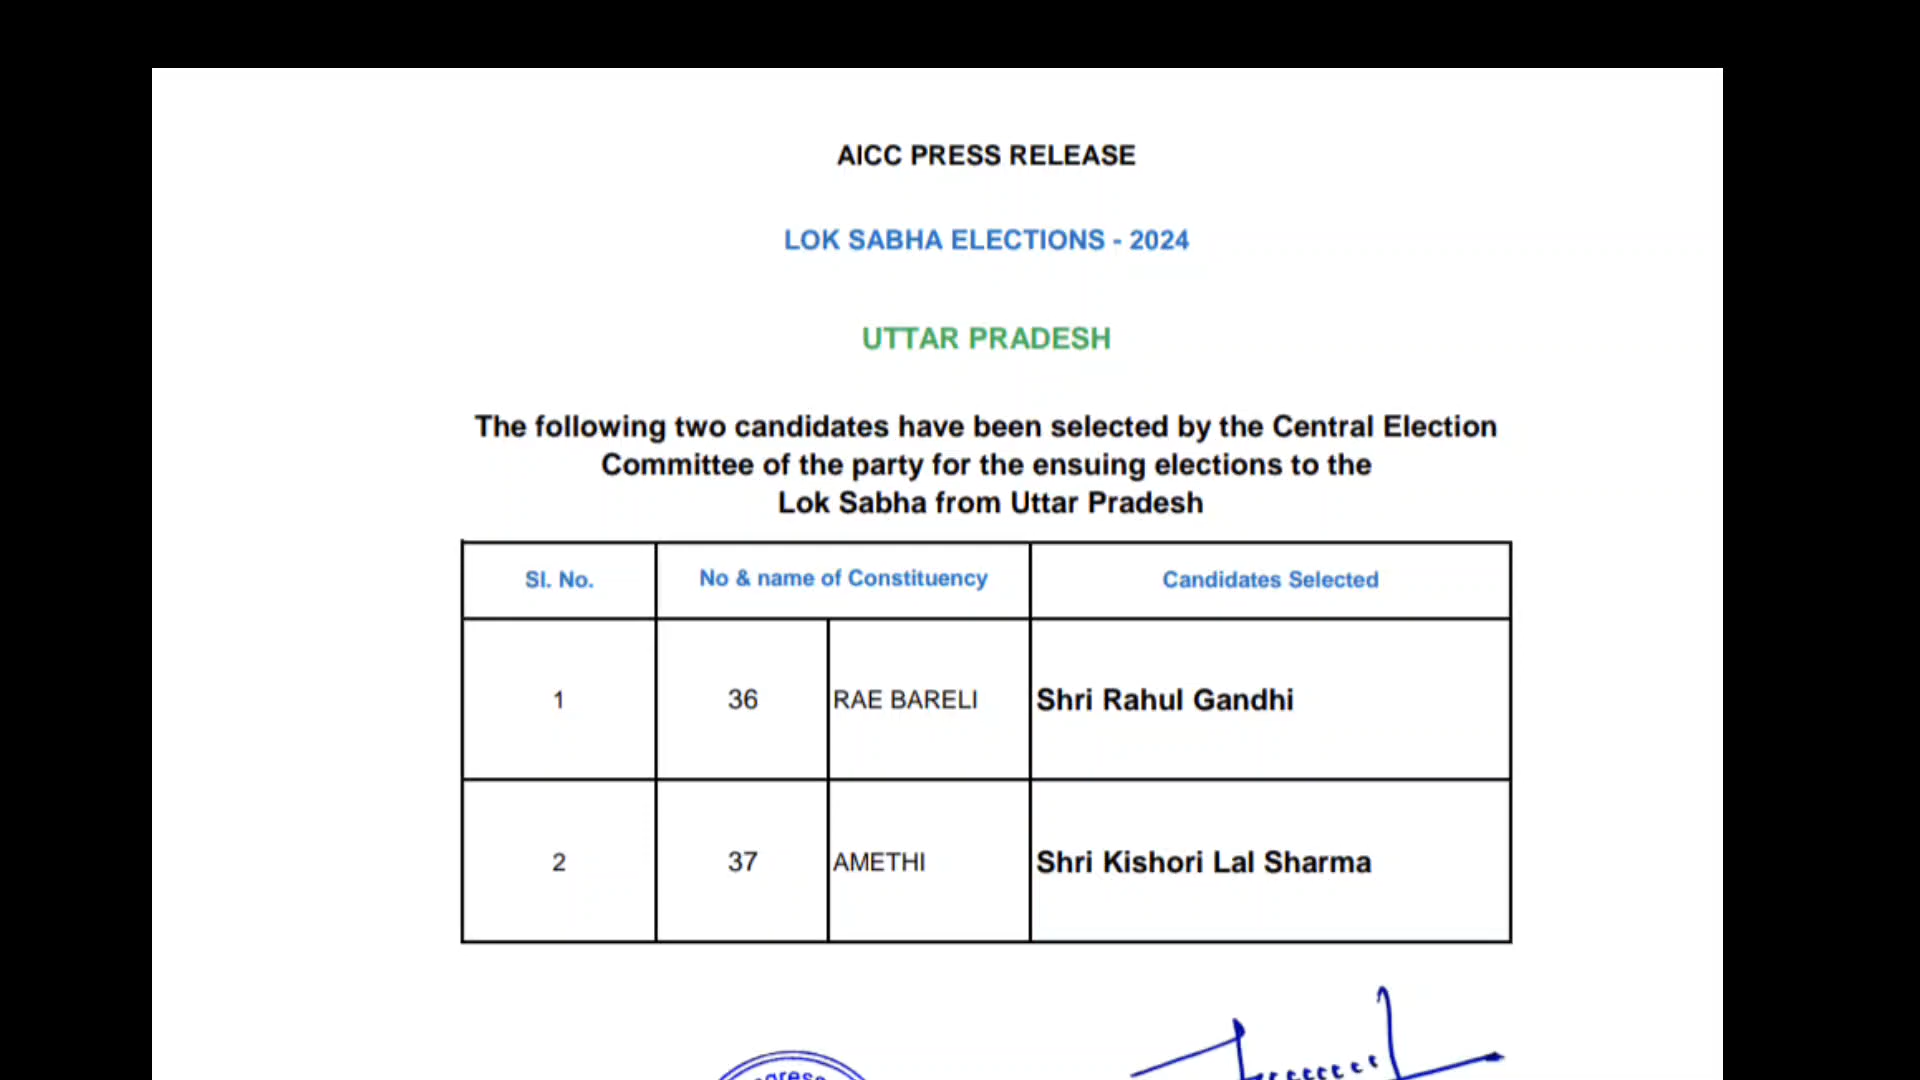 AICC PRESS RELEASE
LOK SABHA ELECTIONS - 2024
UTTAR PRADESH
The following two candidates have been selected by the Central Election
Committee of the party for the ensuing elections to the
Lok Sabha from Uttar Pradesh
Sl. No. No & name of Constituency Candidates Selected
1 36 RAE BARELI Shri Rahul Gandhi
2 37 AMETHI Shri Kishori Lal Sharma